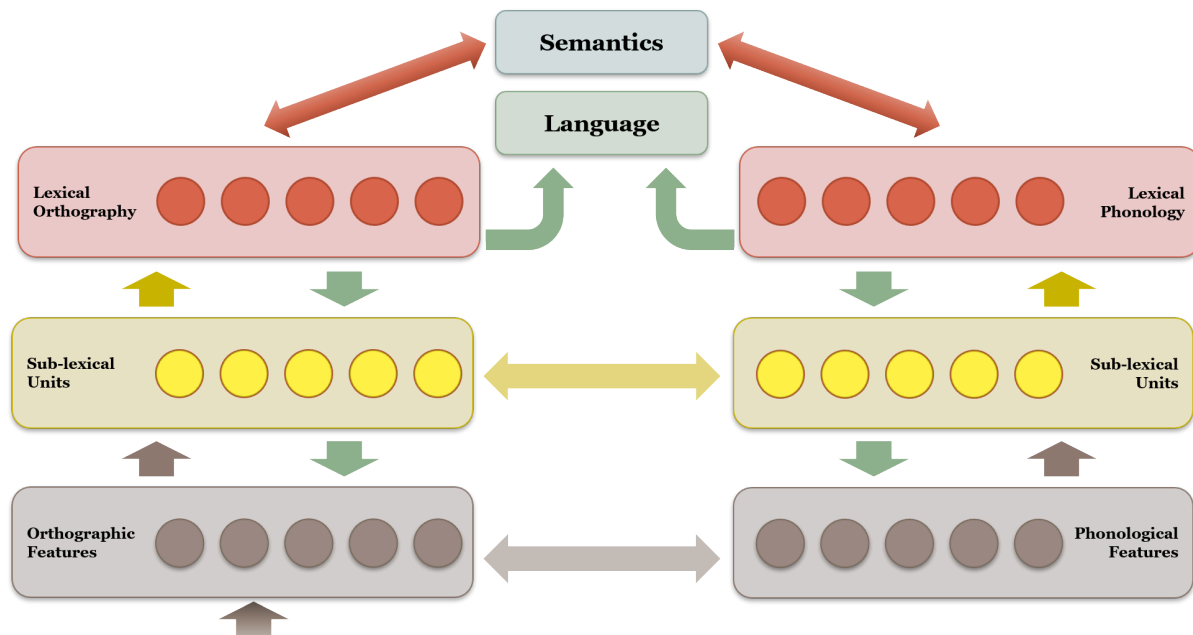 Semantics
Language
Lexical
Orthography
Lexical
Phonology
Sub-lexical
Units
Sub-lexical
Units
Orthographic
Features
Phonological
Features